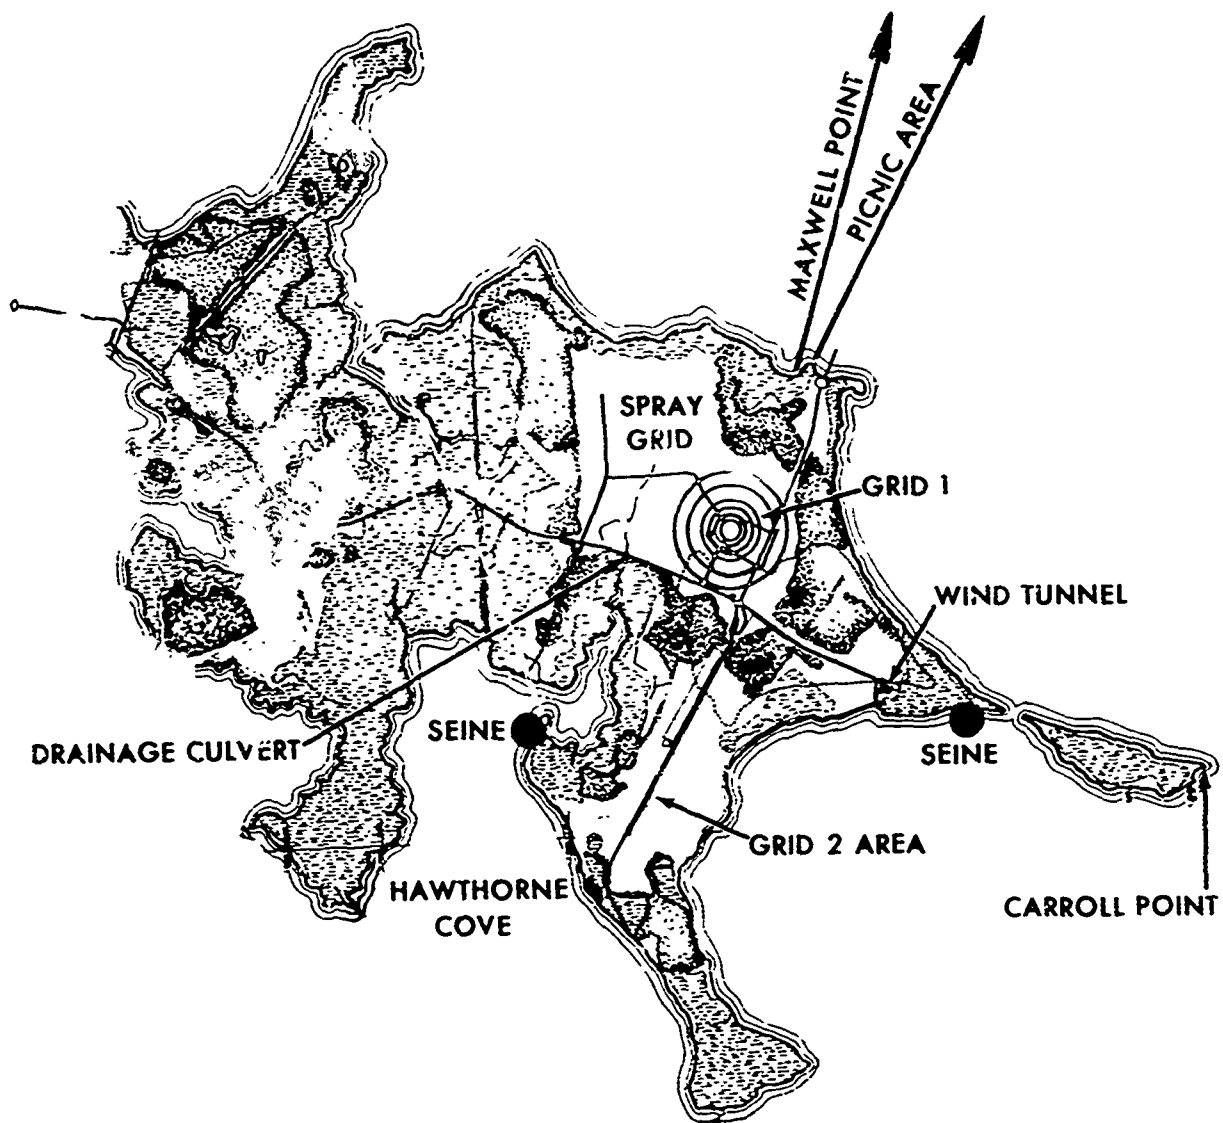 MAXWELL POINT
PICNIC AREA
SPRAY
GRID
GRID 1
WIND TUNNEL
DRAINAGE CULVERT
SEINE
SEINE
GRID 2 AREA
HAWTHORNE
COVE
CARROLL POINT